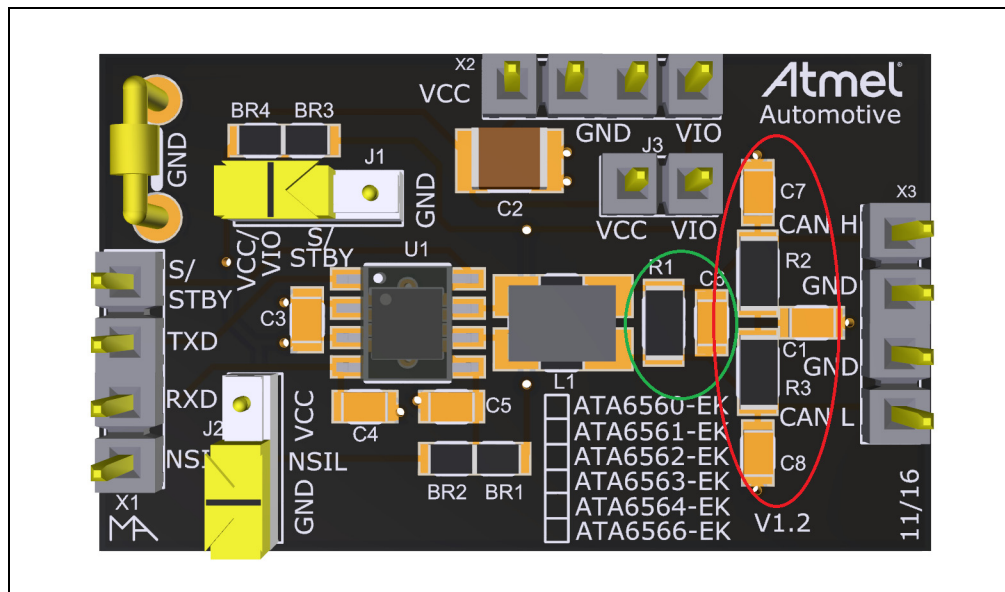 X2
VCC
GND
VIO
Atmel®
Automotive
GND
BR4
BR3
J1
VCC/
VIO
S/
STBY
GND
C2
J3
VCC
VIO
C7
CAN H
X3
R2
GND
C1
GND
R3
CAN L
C8
S/
STBY
TXD
RXD
NSIL
X1
J2
VCC
NSIL
GND
U1
C3
C4
C5
L1
R1
C6
BR2
BR1
ATA6560-EK
ATA6561-EK
ATA6562-EK
ATA6563-EK
ATA6564-EK
ATA6566-EK
V1.2
11/16
MA